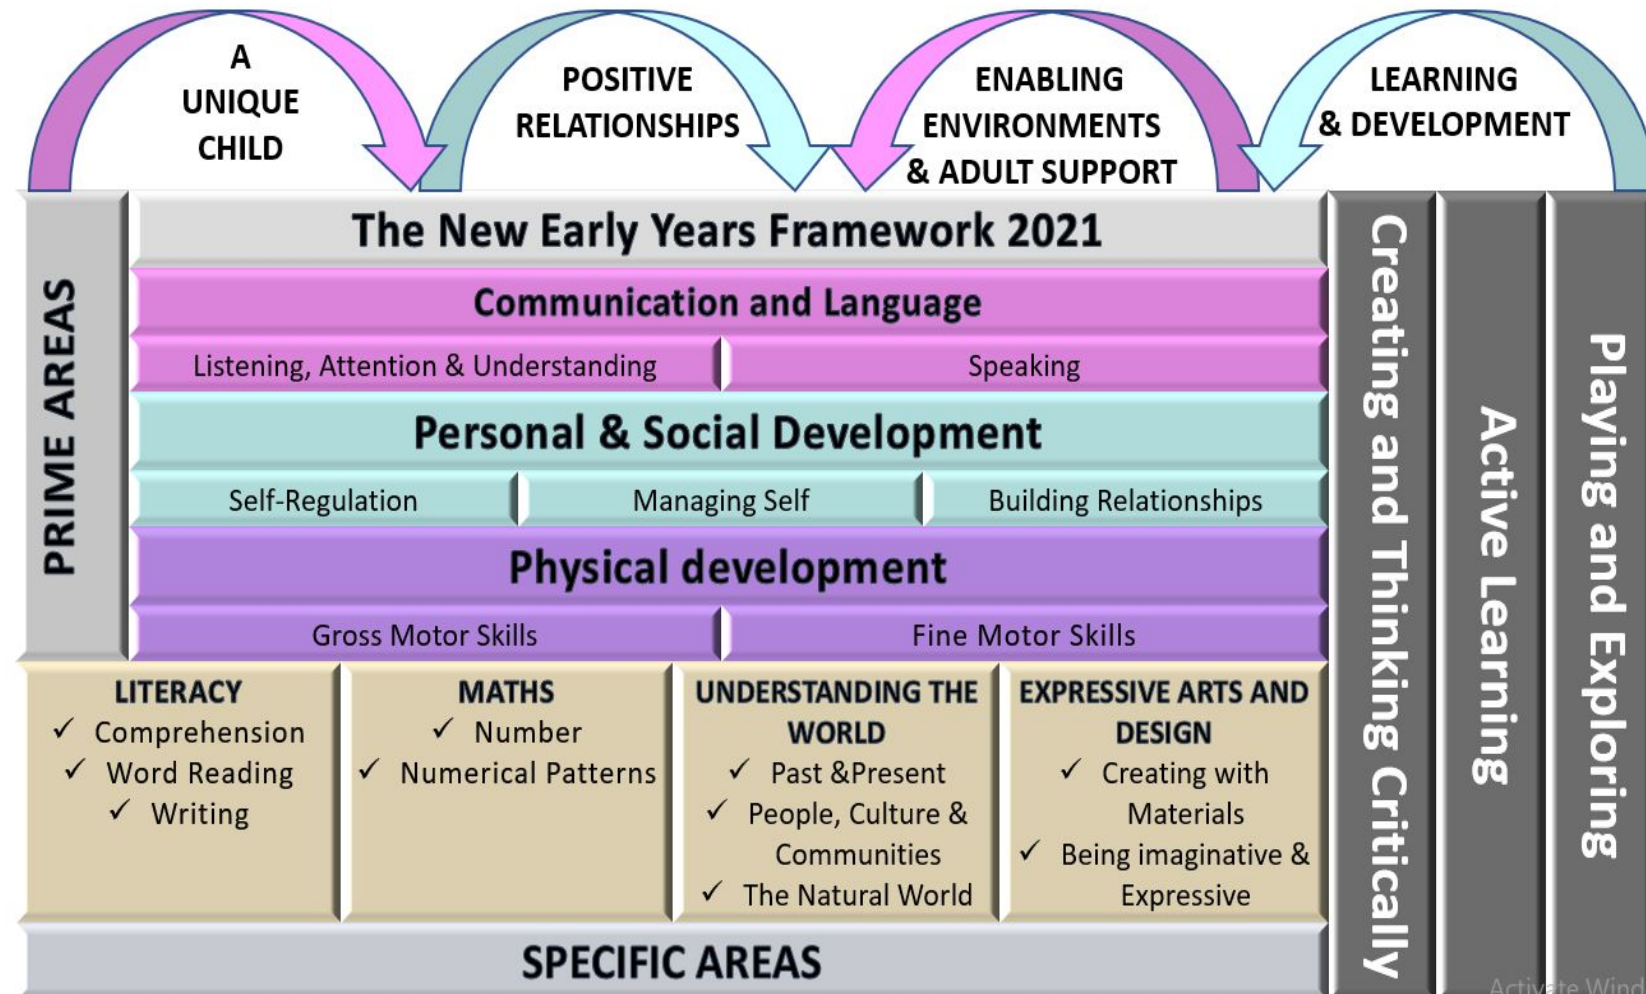 A
UNIQUE
CHILD
POSITIVE
RELATIONSHIPS
ENABLING
ENVIRONMENTS
& ADULT SUPPORT
LEARNING
& DEVELOPMENT
PRIME AREAS
The New Early Years Framework 2021
Communication and Language
Listening, Attention & Understanding
Speaking
Personal & Social Development
Self-Regulation
Managing Self
Building Relationships
Physical development
Gross Motor Skills
Fine Motor Skills
LITERACY
✓ Comprehension
✓ Word Reading
✓ Writing
MATHS
✓ Number
✓ Numerical Patterns
UNDERSTANDING THE
WORLD
✓ Past &Present
✓ People, Culture &
Communities
✓ The Natural World
EXPRESSIVE ARTS AND
DESIGN
✓ Creating with
Materials
✓ Being imaginative &
Expressive
SPECIFIC AREAS
Creating and Thinking Critically
Active Learning
Playing and Exploring
Activate Wind